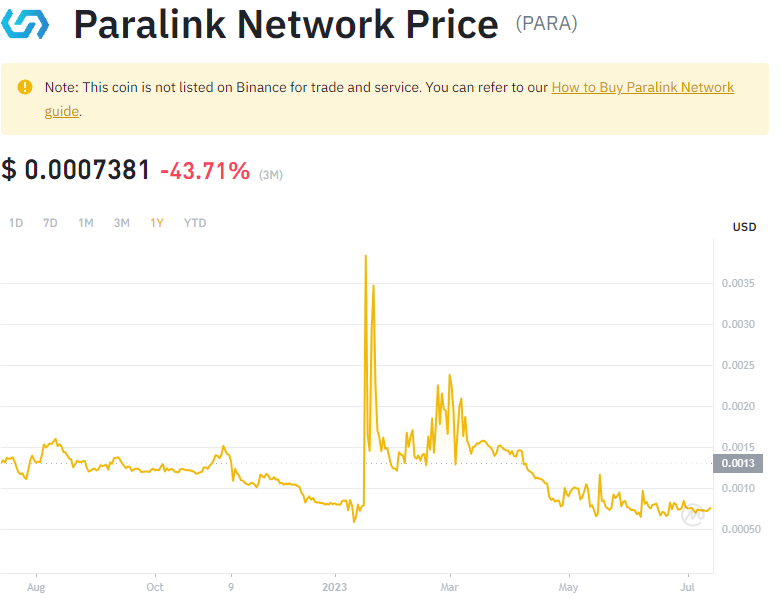 Paralink Network Price (PARA)
Note: This coin is not listed on Binance for trade and service. You can refer to our How to Buy Paralink Network
guide.
$ 0.0007381 -43.71% (3M)
1D 7D 1M 3M 1Y YTD
USD
0.0035
0.0030
0.0025
0.0020
0.0015
0.0013
0.0010
0.00050
Aug Oct 9 2023 Mar May Jul